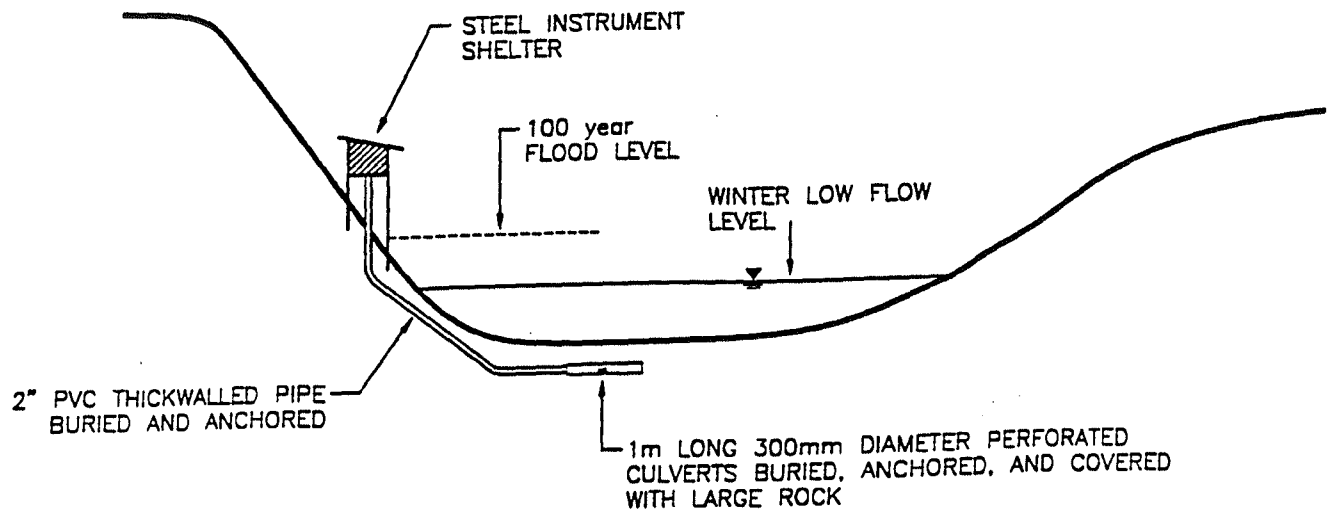 STEEL INSTRUMENT
SHELTER
100 year
FLOOD LEVEL
WINTER LOW FLOW
LEVEL
2" PVC THICKWALLED PIPE
BURIED AND ANCHORED
1m LONG 300mm DIAMETER PERFORATED
CULVERTS BURIED, ANCHORED, AND COVERED
WITH LARGE ROCK